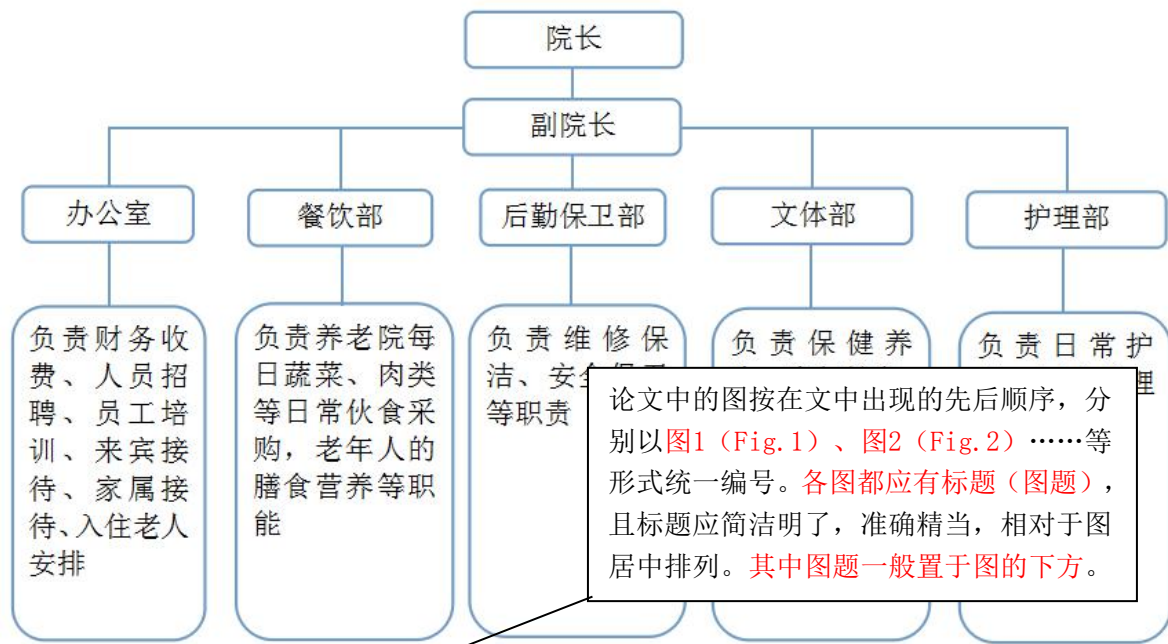 院长
副院长
办公室
餐饮部
后勤保卫部
文体部
护理部
负责财务收
费、人员招
聘、员工培
训、来宾接
待、家属接
待、入住老人
安排
负责养老院每
日蔬菜、肉类
等日常伙食采
购，老年人的
膳食营养等职
能
负责维修保
洁、安全
等职责
负责保健养
负责日常护
理
论文中的图按在文中出现的先后顺序，分
别以图1（Fig.1）、图2（Fig.2）……等
形式统一编号。各图都应有标题（图题），
且标题应简洁明了，准确精当，相对于图
居中排列。其中图题一般置于图的下方。